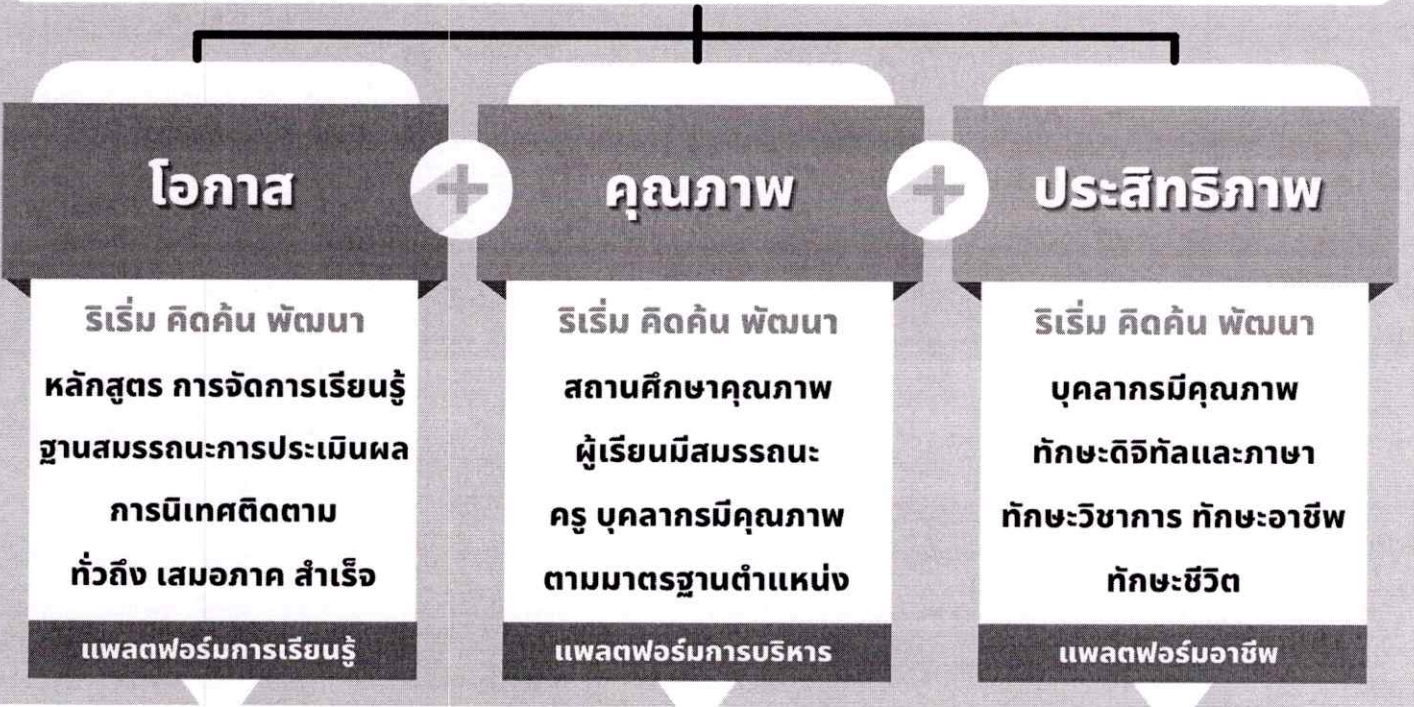 โอกาส
ริเริ่ม คิดค้น พัฒนา
หลักสูตร การจัดการเรียนรู้
ฐานสมรรถนะการประเมินผล
การนิเทศติดตาม
ทั่วถึง เสมอภาค สำเร็จ
แพลตฟอร์มการเรียนรู้
คุณภาพ
ริเริ่ม คิดค้น พัฒนา
สถานศึกษาคุณภาพ
ผู้เรียนมีสมรรถนะ
ครู บุคลากรมีคุณภาพ
ตามมาตรฐานตำแหน่ง
แพลตฟอร์มการบริหาร
ประสิทธิภาพ
ริเริ่ม คิดค้น พัฒนา
บุคลากรมีคุณภาพ
ทักษะดิจิทัลและภาษา
ทักษะวิชาการ ทักษะอาชีพ
ทักษะชีวิต
แพลตฟอร์มอาชีพ